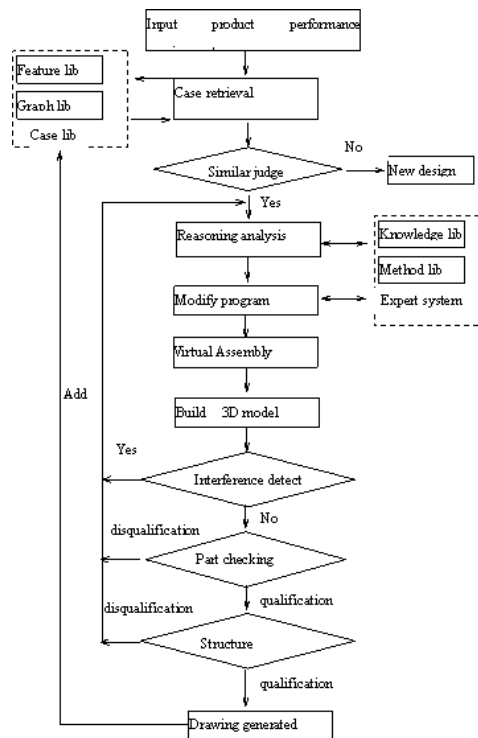 Input product performance
Feature lib
Case retrieval
Graph lib
Case lib
No
Similar judge
New design
Yes
Reasoning analysis
Knowledge lib
Method lib
Modify program
Expert system
Virtual Assembly
Add
Build 3D model
Yes
Interference detect
No
disqualification
Part checking
qualification
disqualification
Structure
qualification
Drawing generated